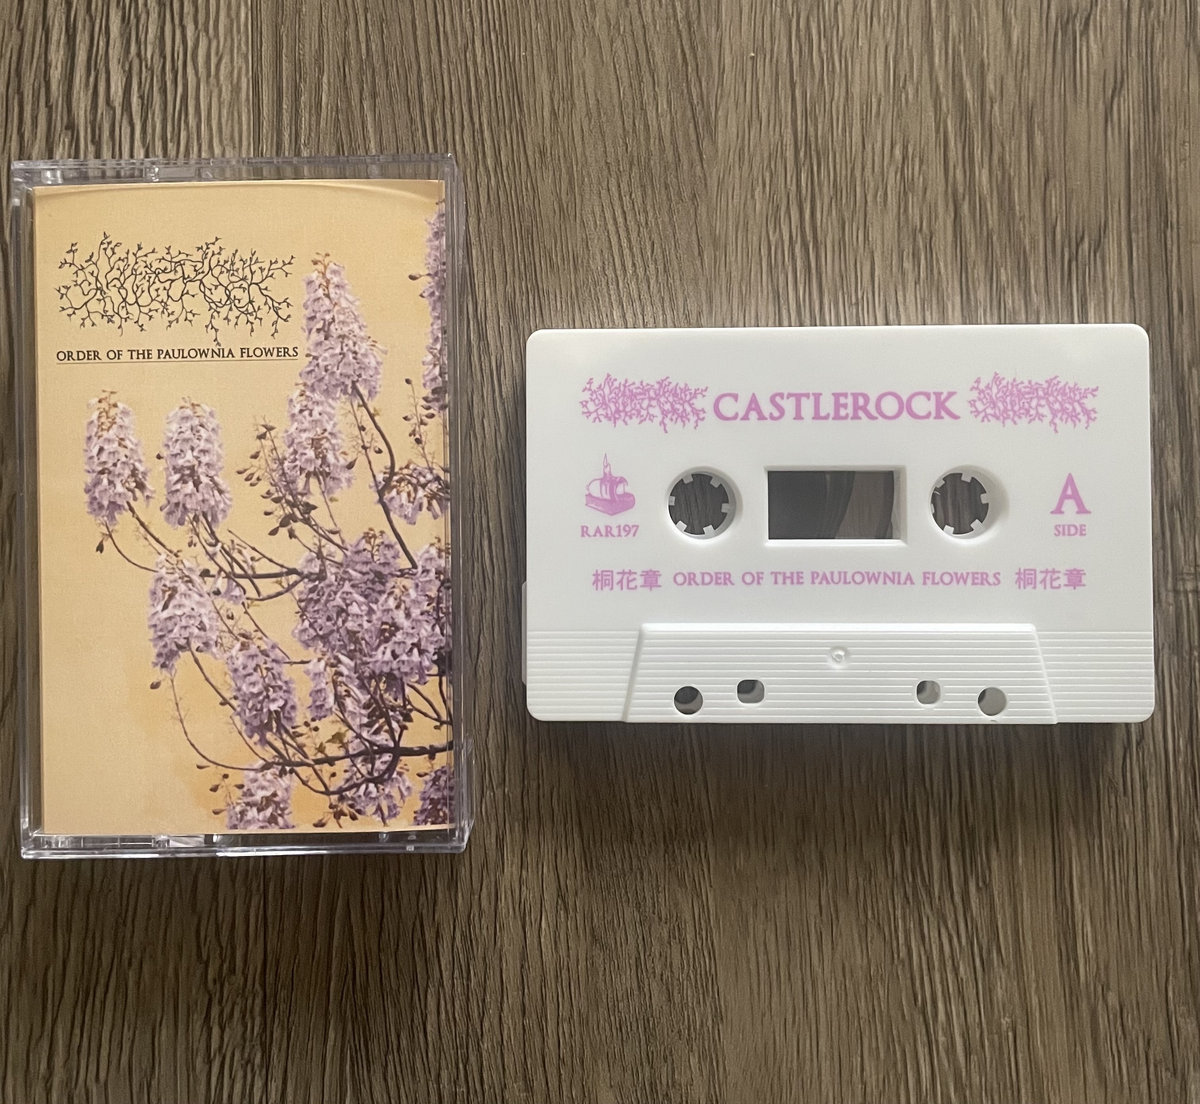 ORDER OF THE PAULOWNIA FLOWERS
CASTLEROCK
RAR197
A
SIDE
桐花章 ORDER OF THE PAULOWNIA FLOWERS 桐花章